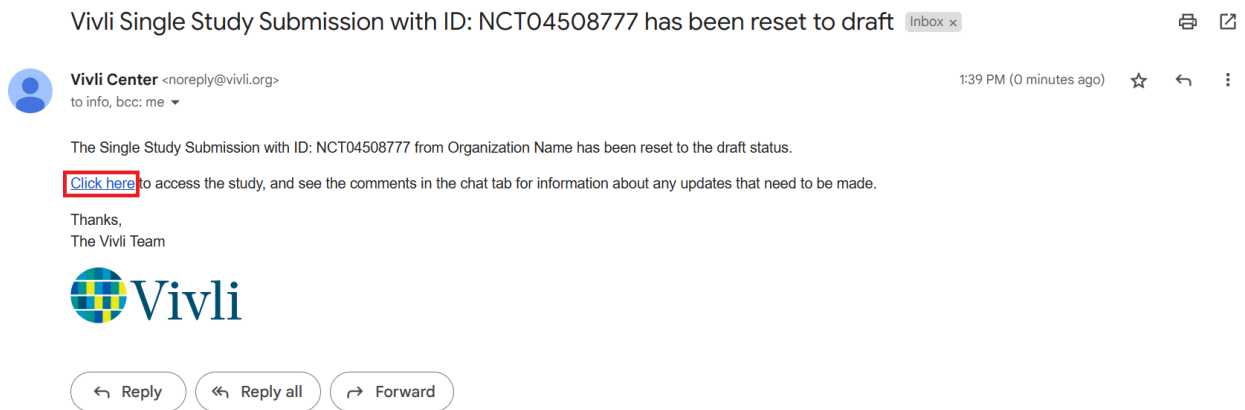 Vivli Single Study Submission with ID: NCT04508777 has been reset to draft Inbox x
Vivli Center <noreply@vivli.org> 1:39 PM (0 minutes ago)
to info, bcc: me
The Single Study Submission with ID: NCT04508777 from Organization Name has been reset to the draft status.
Click here to access the study, and see the comments in the chat tab for information about any updates that need to be made.
Thanks,
The Vivli Team
Vivli
Reply Reply all Forward